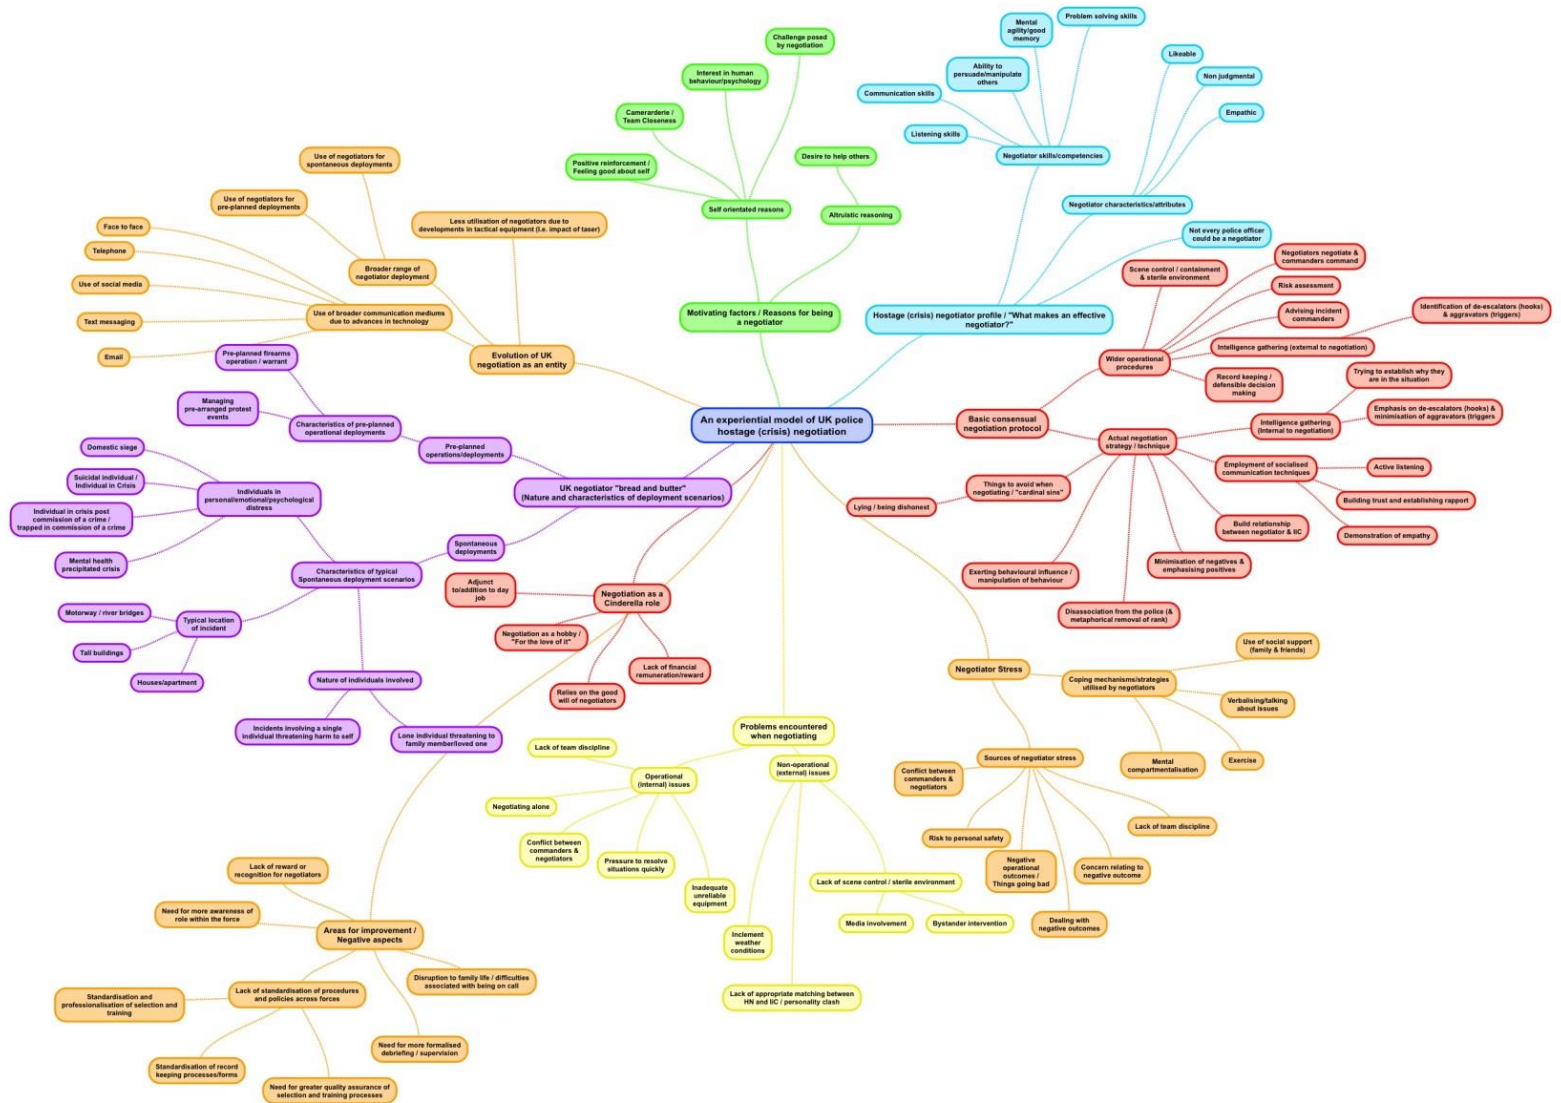 An experiential model of UK police
hostage (crisis) negotiation
Motivating factors / Reasons for being
a negotiator
Self orientated reasons
Challenge posed
by negotiation
Interest in human
behaviour/psychology
Camerarderie /
Team Closeness
Positive reinforcement /
Feeling good about self
Altruistic reasoning
Desire to help others
Hostage (crisis) negotiator profile / "What makes an effective
negotiator?"
Negotiator skills/competencies
Problem solving skills
Mental
agility/good
memory
Ability to
persuade/manipulate
others
Communication skills
Listening skills
Negotiator characteristics/attributes
Likeable
Non judgmental
Empathic
Not every police officer
could be a negotiator
Basic consensual
negotiation protocol
Wider operational
procedures
Scene control / containment
& sterile environment
Negotiators negotiate &
commanders command
Risk assessment
Advising incident
commanders
Intelligence gathering (external to negotiation)
Identification of de-escalators (hooks)
& aggravators (triggers)
Record keeping /
defensible decision
making
Actual negotiation
strategy / technique
Intelligence gathering
(Internal to negotiation)
Trying to establish why they
are in the situation
Emphasis on de-escalators (hooks) &
minimisation of aggravators (triggers
Employment of socialised
communication techniques
Active listening
Building trust and establishing rapport
Demonstration of empathy
Build relationship
between negotiator & IiC
Minimisation of negatives &
emphasising positives
Disassociation from the police (&
metaphorical removal of rank)
Exerting behavioural influence /
manipulation of behaviour
Things to avoid when
negotiating / "cardinal sins"
Lying / being dishonest
Negotiator Stress
Coping mechanisms/strategies
utilised by negotiators
Use of social support
(family & friends)
Verbalising/talking
about issues
Exercise
Mental
compartmentalisation
Sources of negotiator stress
Conflict between
commanders &
negotiators
Risk to personal safety
Negative
operational
outcomes /
Things going bad
Dealing with
negative outcomes
Concern relating to
negative outcome
Lack of team discipline
Problems encountered
when negotiating
Operational
(internal) issues
Lack of team discipline
Negotiating alone
Conflict between
commanders &
negotiators
Pressure to resolve
situations quickly
Inadequate
unreliable
equipment
Non-operational
(external) issues
Lack of scene control / sterile environment
Media involvement
Bystander intervention
Inclement
weather
conditions
Lack of appropriate matching between
HN and IiC / personality clash
Negotiation as a
Cinderella role
Adjunct
to/addition to day
job
Negotiation as a hobby /
"For the love of it"
Relies on the good
will of negotiators
Lack of financial
remuneration/reward
Areas for improvement /
Negative aspects
Lack of reward or
recognition for negotiators
Need for more awareness of
role within the force
Lack of standardisation of procedures
and policies across forces
Standardisation and
professionalisation of selection and
training
Standardisation of record
keeping processes/forms
Need for greater quality assurance of
selection and training processes
Need for more formalised
debriefing / supervision
Disruption to family life / difficulties
associated with being on call
UK negotiator "bread and butter"
(Nature and characteristics of deployment scenarios)
Pre-planned
operations/deployments
Characteristics of pre-planned
operational deployments
Pre-planned firearms
operation / warrant
Managing
pre-arranged protest
events
Spontaneous
deployments
Characteristics of typical
Spontaneous deployment scenarios
Individuals in
personal/emotional/psychological
distress
Domestic siege
Suicidal individual /
Individual in Crisis
Individual in crisis post
commission of a crime /
trapped in commission of a crime
Mental health
precipitated crisis
Typical location
of incident
Motorway / river bridges
Tall buildings
Houses/apartment
Nature of individuals involved
Incidents involving a single
individual threatening harm to self
Lone individual threatening to
family member/loved one
Evolution of UK
negotiation as an entity
Less utilisation of negotiators due to
developments in tactical equipment (I.e. impact of taser)
Broader range of
negotiator deployment
Use of negotiators for
spontaneous deployments
Use of negotiators for
pre-planned deployments
Use of broader communication mediums
due to advances in technology
Face to face
Telephone
Use of social media
Text messaging
Email